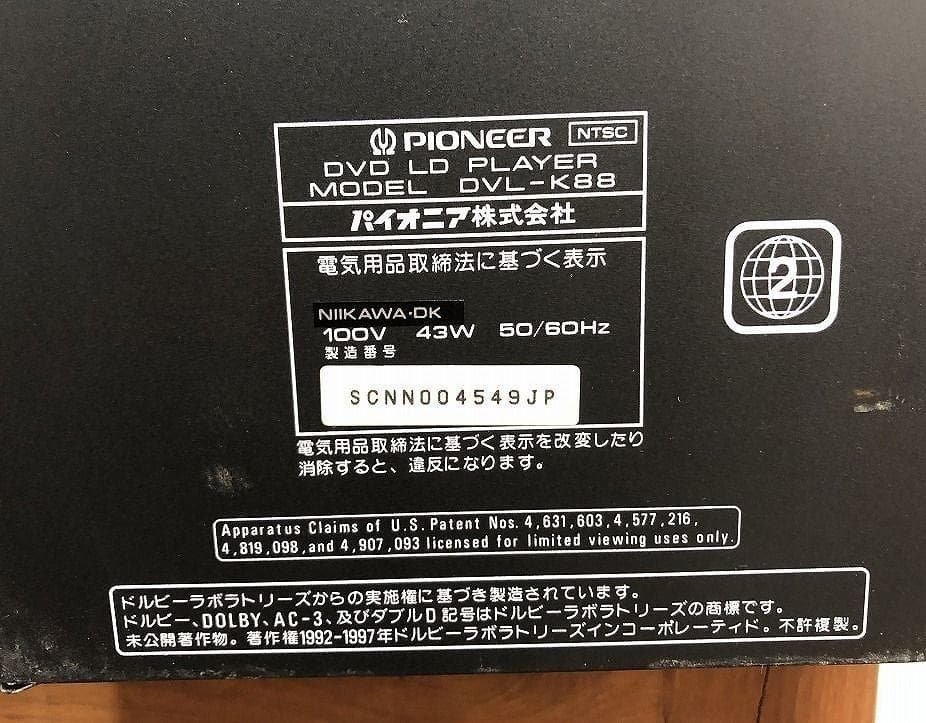 PIONEER NTSC
DVD LD PLAYER
MODEL DVL-K88
パイオニア株式会社
電気用品取締法に基づく表示
NIIKAWA·DK
100V 43W 50/60Hz
製造番号
SCNN004549JP
2
電気用品取締法に基づく表示を改変したり
消除すると、違反になります。
Apparatus Claims of U.S. Patent Nos. 4,631,603, 4,577,216,
4,819,098, and 4,907,093 licensed for limited viewing uses only.
ドルビーラボラトリーズからの実施権に基づき製造されています。
ドルビー、DOLBY、AC-3、及びダブルD記号はドルビーラボラトリーズの商標です。
未公開著作物。著作権1992-1997年ドルビーラボラトリーズインコーポレーティド。不許複製。